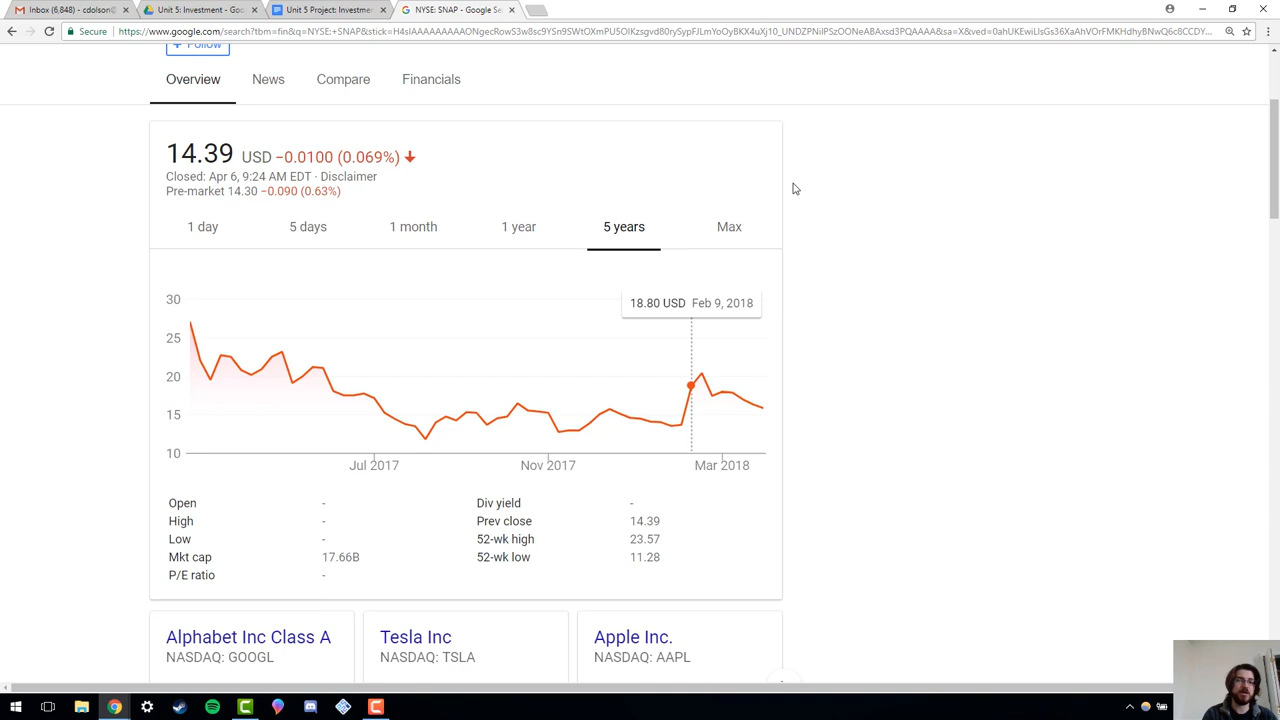 Inbox (6,848) - cdolson@
Unit 5: Investment - Goo
Unit 5 Project: Investme
NYSE: SNAP - Google Se
Secure
Follow
Overview
News
Compare
Financials
14.39 USD −0.0100 (0.069%)
Closed: Apr 6, 9:24 AM EDT · Disclaimer
Pre-market 14.30 −0.090 (0.63%)
1 day
5 days
1 month
1 year
5 years
Max
18.80 USD Feb 9, 2018
30
25
20
15
10
Jul 2017
Nov 2017
Mar 2018
Open -
High -
Low -
Mkt cap 17.66B
P/E ratio -
Div yield -
Prev close 14.39
52-wk high 23.57
52-wk low 11.28
Alphabet Inc Class A
NASDAQ: GOOGL
Tesla Inc
NASDAQ: TSLA
Apple Inc.
NASDAQ: AAPL